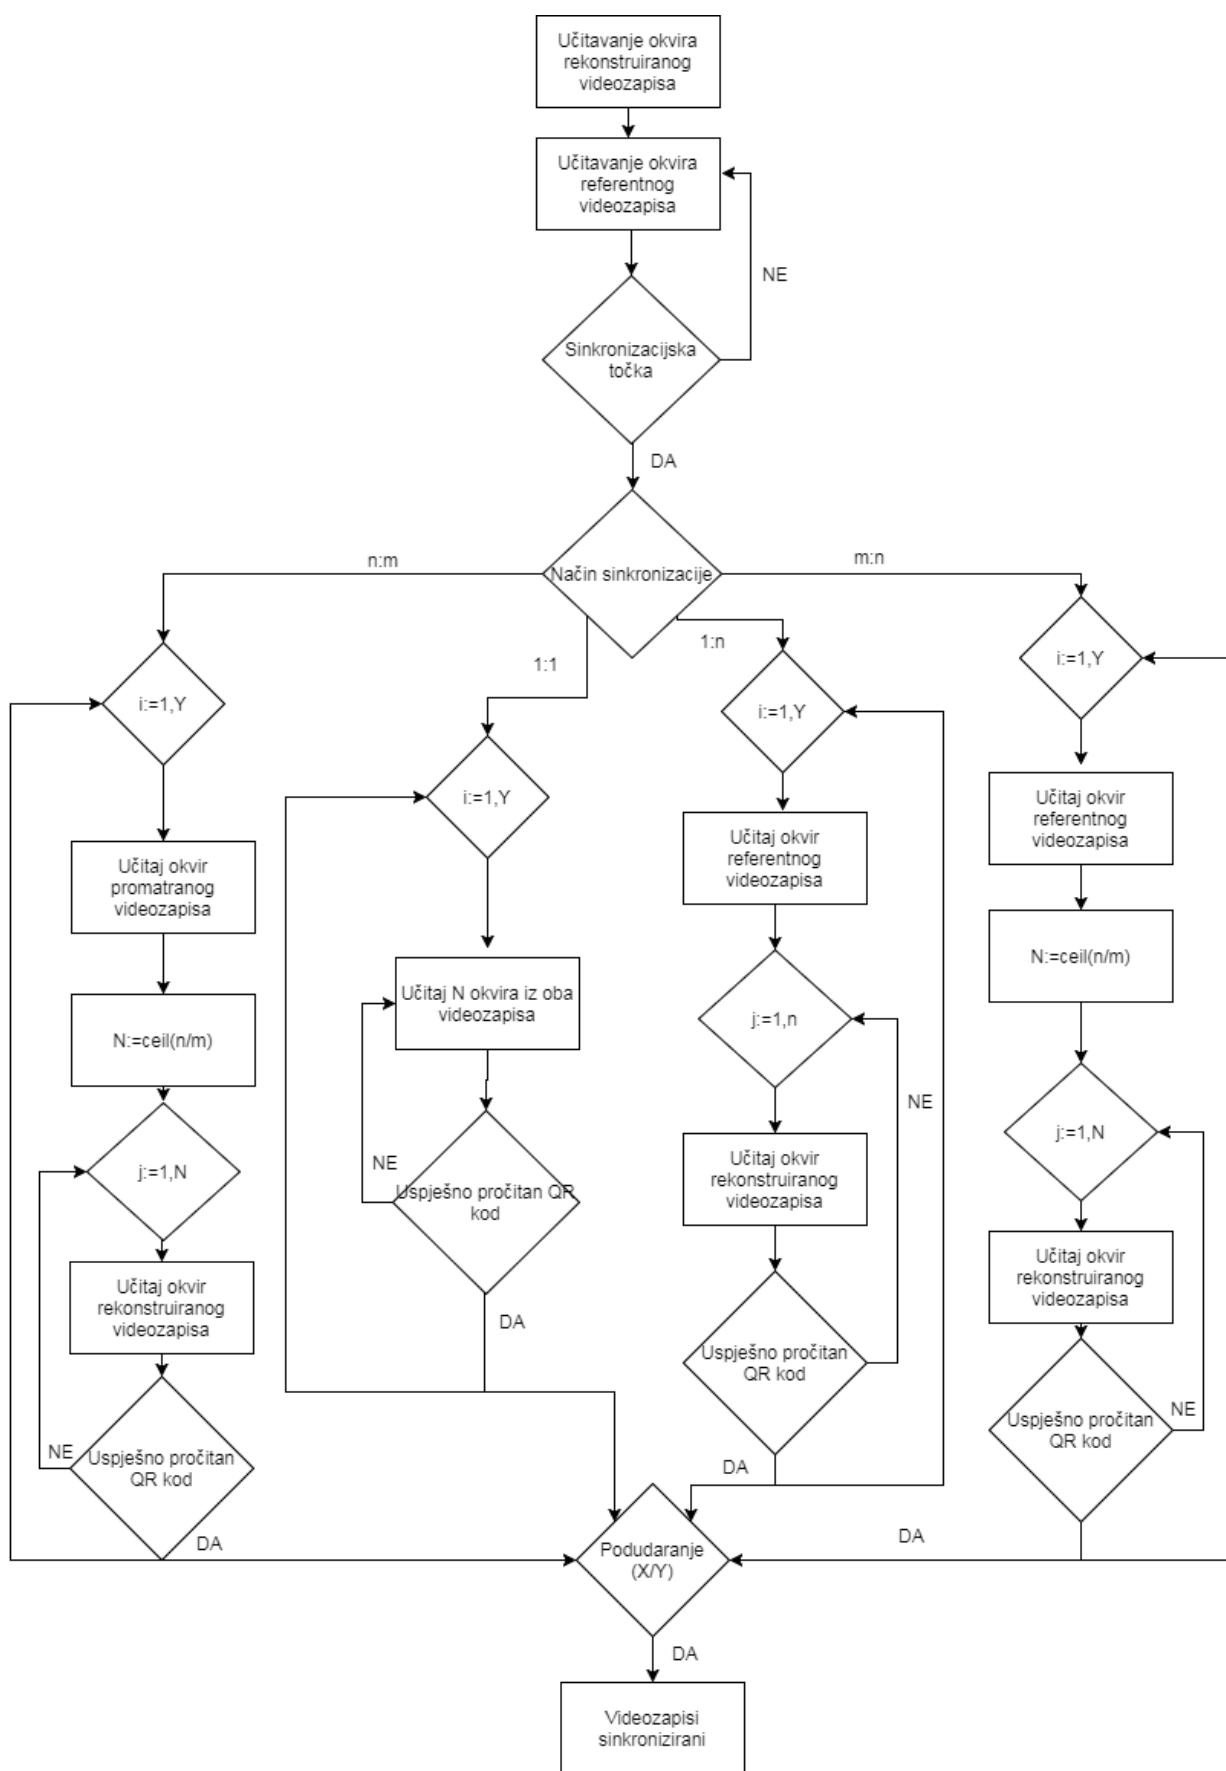 Učitavanje okvira
rekonstruiranog
videozapisa
Učitavanje okvira
referentnog
videozapisa
NE
Sinkronizacijska
točka
DA
Način sinkronizacije
n:m
1:1
1:n
m:n
i:=1,Y
Učitaj okvir
promatranog
videozapisa
N:=ceil(n/m)
j:=1,N
Učitaj okvir
rekonstruiranog
videozapisa
NE
Uspješno pročitan
QR kod
DA
i:=1,Y
Učitaj N okvira iz oba
videozapisa
NE
Uspješno pročitan QR
kod
DA
i:=1,Y
Učitaj okvir
referentnog
videozapisa
j:=1,n
NE
Učitaj okvir
rekonstruiranog
videozapisa
Uspješno pročitan
QR kod
DA
i:=1,Y
Učitaj okvir
referentnog
videozapisa
N:=ceil(n/m)
j:=1,N
Učitaj okvir
rekonstruiranog
videozapisa
Uspješno pročitan
QR kod
NE
DA
Podudaranje
(X/Y)
DA
Videozapisi
sinkronizirani